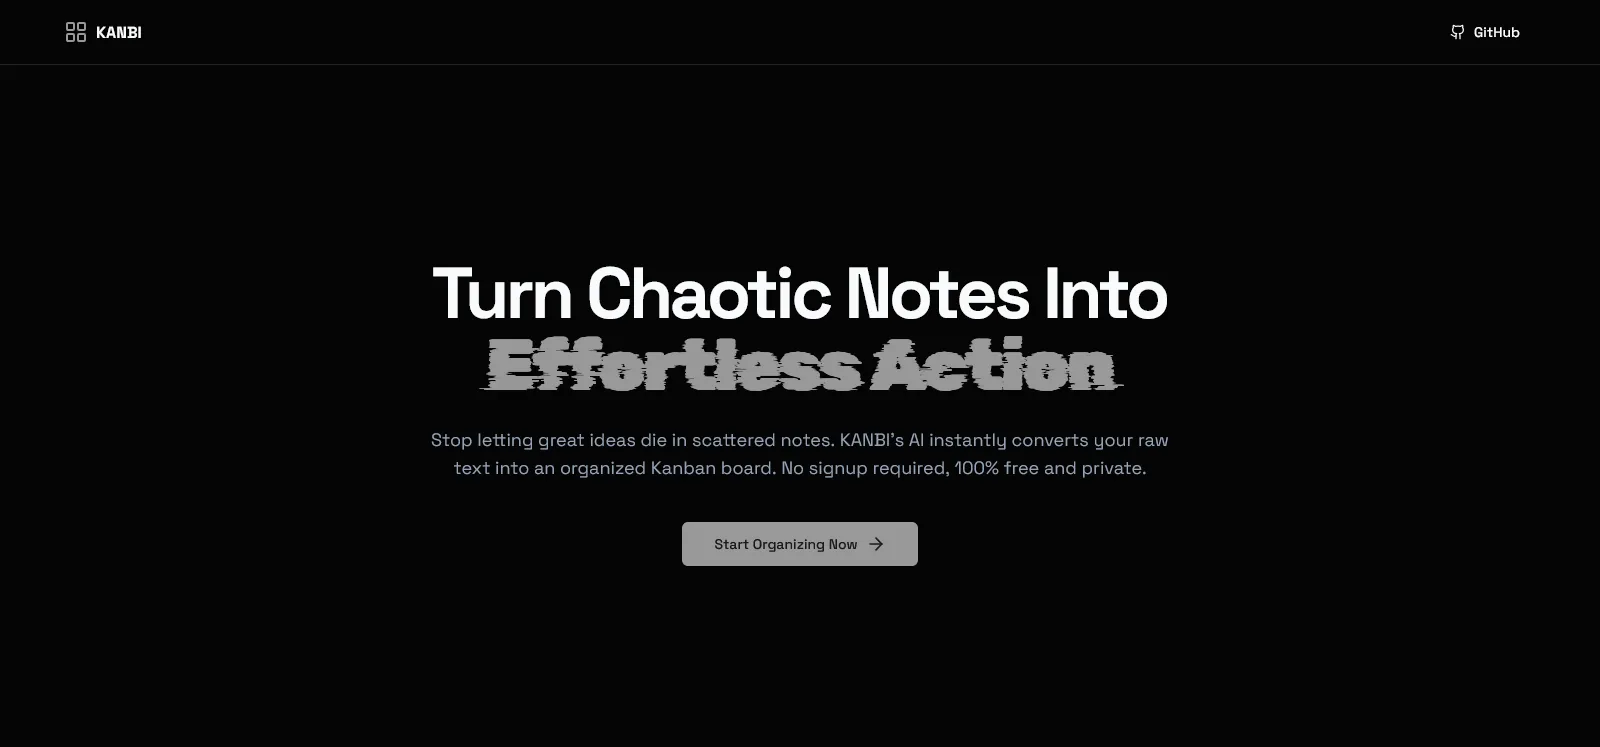 KANBI
GitHub
Turn Chaotic Notes Into
Effortless Action
Stop letting great ideas die in scattered notes. KANBI's AI instantly converts your raw
text into an organized Kanban board. No signup required, 100% free and private.
Start Organizing Now